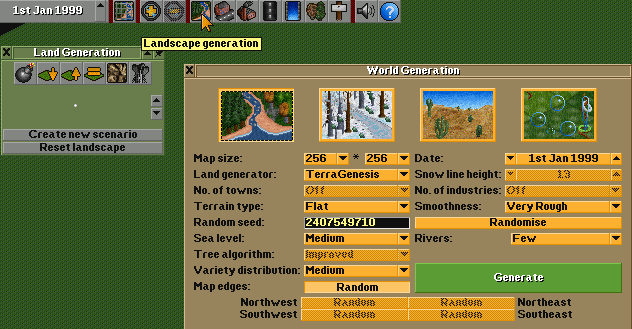 1st Jan 1999
Landscape generation
Land Generation
Create new scenario
Reset landscape
World Generation
Map size: 256 * 256 Date: 1st Jan 1999
Land generator: TerraGenesis Snow line height: 13
No. of towns: Off No. of industries: Off
Terrain type: Flat Smoothness: Very Rough
Random seed: 2407549710 Randomise
Sea level: Medium Rivers: Few
Tree algorithm: Improved
Variety distribution: Medium Generate
Map edges: Random
Northwest Random Random Northeast
Southwest Random Random Southeast